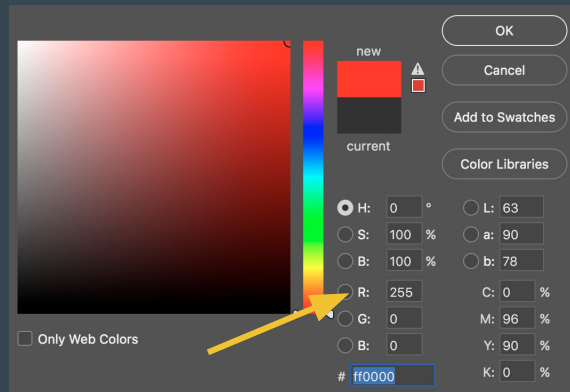 OK
new
Cancel
Add to Swatches
current
Color Libraries
H: 0 °
L: 63
S: 100 %
a: 90
B: 100 %
b: 78
R: 255
C: 0 %
G: 0
M: 96 %
Only Web Colors
B: 0
Y: 90 %
# ff0000
K: 0 %